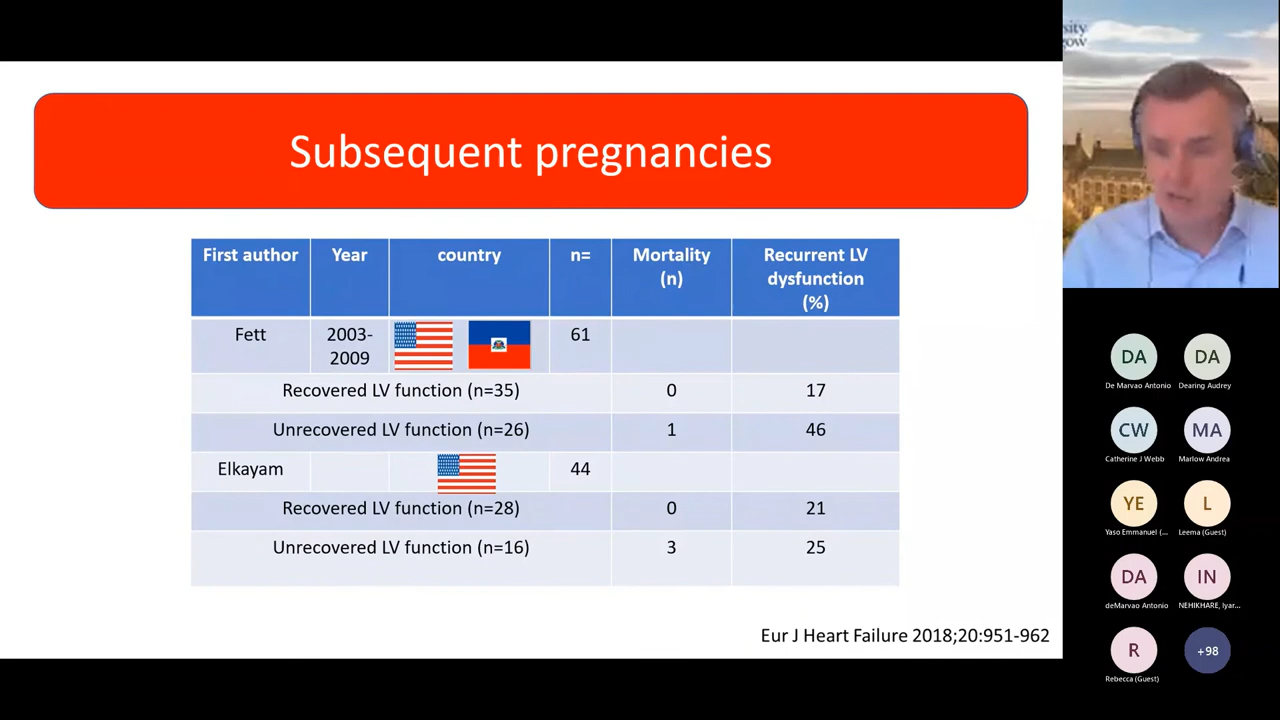 Subsequent pregnancies
First author Year country n= Mortality (n) Recurrent LV dysfunction (%)
Fett 2003-2009 61
Recovered LV function (n=35) 0 17
Unrecovered LV function (n=26) 1 46
Elkayam 44
Recovered LV function (n=28) 0 21
Unrecovered LV function (n=16) 3 25
Eur J Heart Failure 2018;20:951-962
sity
gow
DA DA
De Marvao Antonio Dearing Audrey
CW MA
Catherine J Webb Marlow Andrea
YE L
Yaso Emmanuel (... Leema (Guest)
DA IN
deMarvao Antonio NEHIKHARE, Iyar...
R +98
Rebecca (Guest)